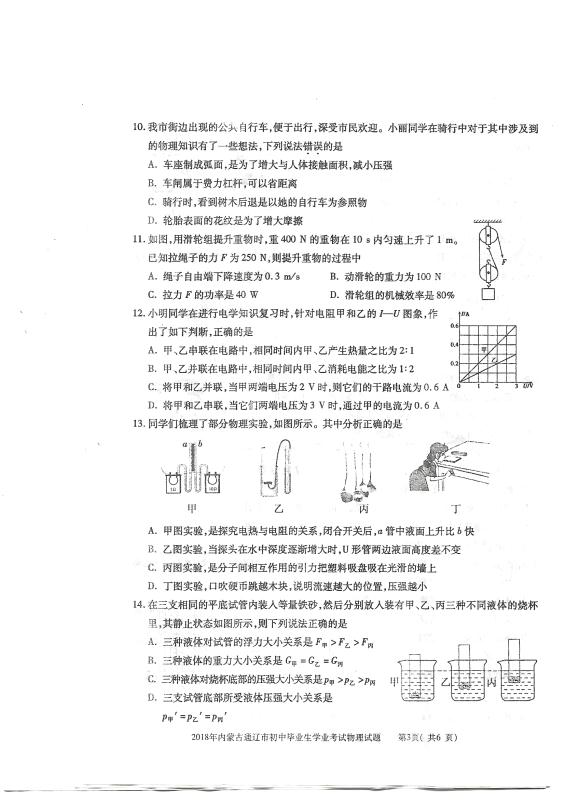 10. 我市街边出现的公共自行车,便于出行,深受市民欢迎。小丽同学在骑行中对于其中涉及到
的物理知识有了一些想法,下列说法错误的是
A. 车座制成弧面,是为了增大与人体接触面积,减小压强
B. 车闸属于费力杠杆,可以省距离
C. 骑行时,看到树木后退是以她的自行车为参照物
D. 轮胎表面的花纹是为了增大摩擦
11. 如图,用滑轮组提升重物时,重 400 N 的重物在 10 s 内匀速上升了 1 m。
已知拉绳子的力 F 为 250 N,则提升重物的过程中
A. 绳子自由端下降速度为 0.3 m/s B. 动滑轮的重力为 100 N
C. 拉力 F 的功率是 40 W D. 滑轮组的机械效率是 80%
F
12. 小明同学在进行电学知识复习时,针对电阻甲和乙的 I—U 图象,作
出了如下判断,正确的是
A. 甲、乙串联在电路中,相同时间内甲、乙产生热量之比为 2:1
B. 甲、乙并联在电路中,相同时间内甲、乙消耗电能之比为 1:2
C. 将甲和乙并联,当甲两端电压为 2 V 时,则它们的干路电流为 0.6 A
D. 将甲和乙串联,当它们两端电压为 3 V 时,通过甲的电流为 0.6 A
I/A
0.6
0.4
0.2
甲
乙
0 1 2 3 U/V
13. 同学们梳理了部分物理实验,如图所示。其中分析正确的是
a b
甲 乙 丙 丁
A. 甲图实验,是探究电热与电阻的关系,闭合开关后,a 管中液面上升比 b 快
B. 乙图实验,当探头在水中深度逐渐增大时,U 形管两边液面高度差不变
C. 丙图实验,是分子间相互作用的引力把塑料吸盘吸在光滑的墙上
D. 丁图实验,口吹硬币跳越木块,说明流速越大的位置,压强越小
14. 在三支相同的平底试管内装入等量铁砂,然后分别放入装有甲、乙、丙三种不同液体的烧杯
里,其静止状态如图所示,则下列说法正确的是
A. 三种液体对试管的浮力大小关系是 F甲＞F乙＞F丙
B. 三种液体的重力大小关系是 G甲＝G乙＝G丙
C. 三种液体对烧杯底部的压强大小关系是 p甲＞p乙＞p丙
D. 三支试管底部所受液体压强大小关系是
p甲′＝p乙′＝p丙′
甲 乙 丙
2018年内蒙古通辽市初中毕业生学业考试物理试题 第3页( 共6 页)